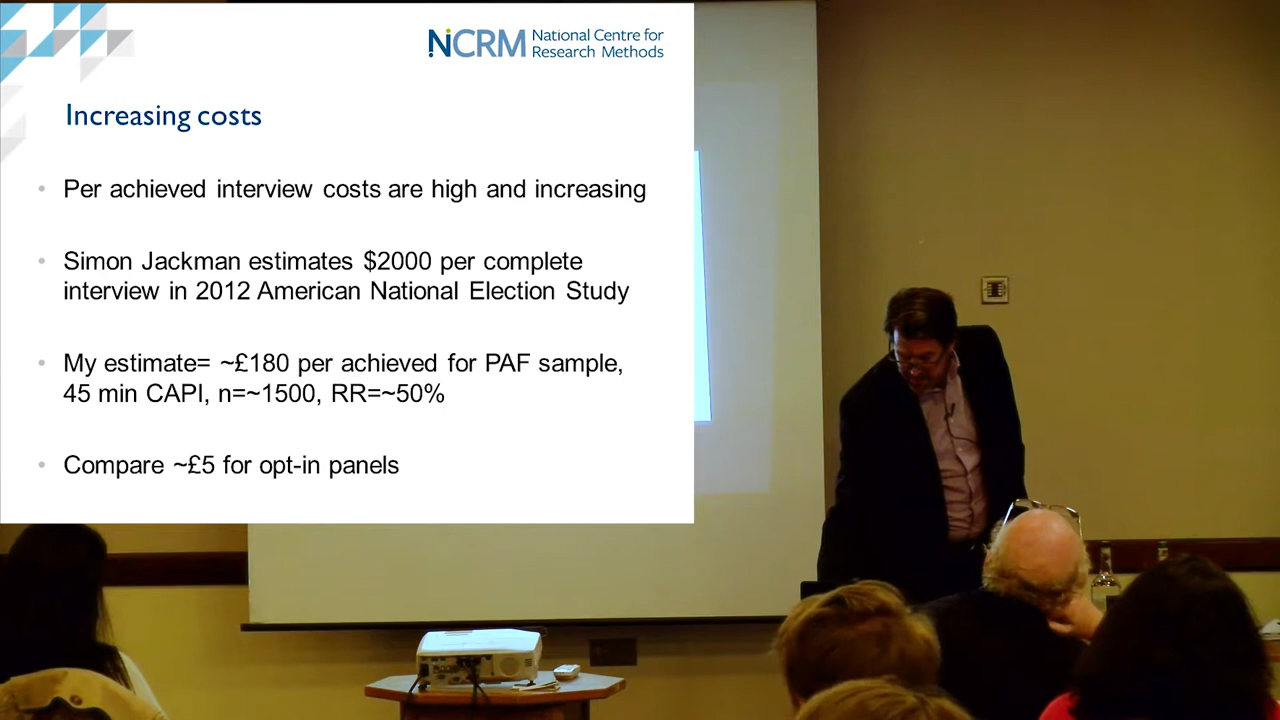 NCRM National Centre for
Research Methods
Increasing costs
• Per achieved interview costs are high and increasing
• Simon Jackman estimates $2000 per complete
interview in 2012 American National Election Study
• My estimate= ~£180 per achieved for PAF sample,
45 min CAPI, n=~1500, RR=~50%
• Compare ~£5 for opt-in panels